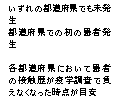 いずれの都道府県でも未発
生
都道府県での初の患者発
生
各都道府県において患者
の接触歴が疫学調査で負
えなくなった時点が目安